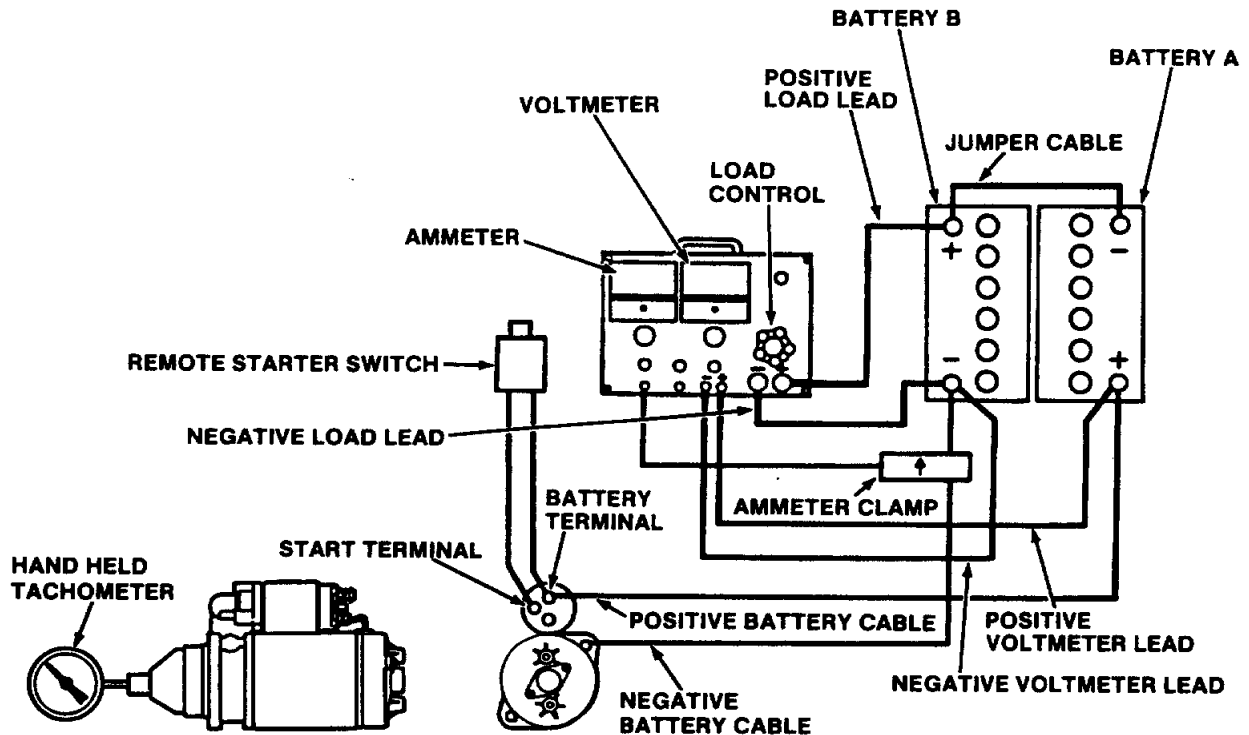 BATTERY B
BATTERY A
POSITIVE
LOAD LEAD
VOLTMETER
JUMPER CABLE
LOAD
CONTROL
AMMETER
+
-
-
+
REMOTE STARTER SWITCH
- + - +
NEGATIVE LOAD LEAD
AMMETER CLAMP
BATTERY
TERMINAL
START TERMINAL
HAND HELD
TACHOMETER
POSITIVE BATTERY CABLE
POSITIVE
VOLTMETER LEAD
NEGATIVE VOLTMETER LEAD
NEGATIVE
BATTERY CABLE